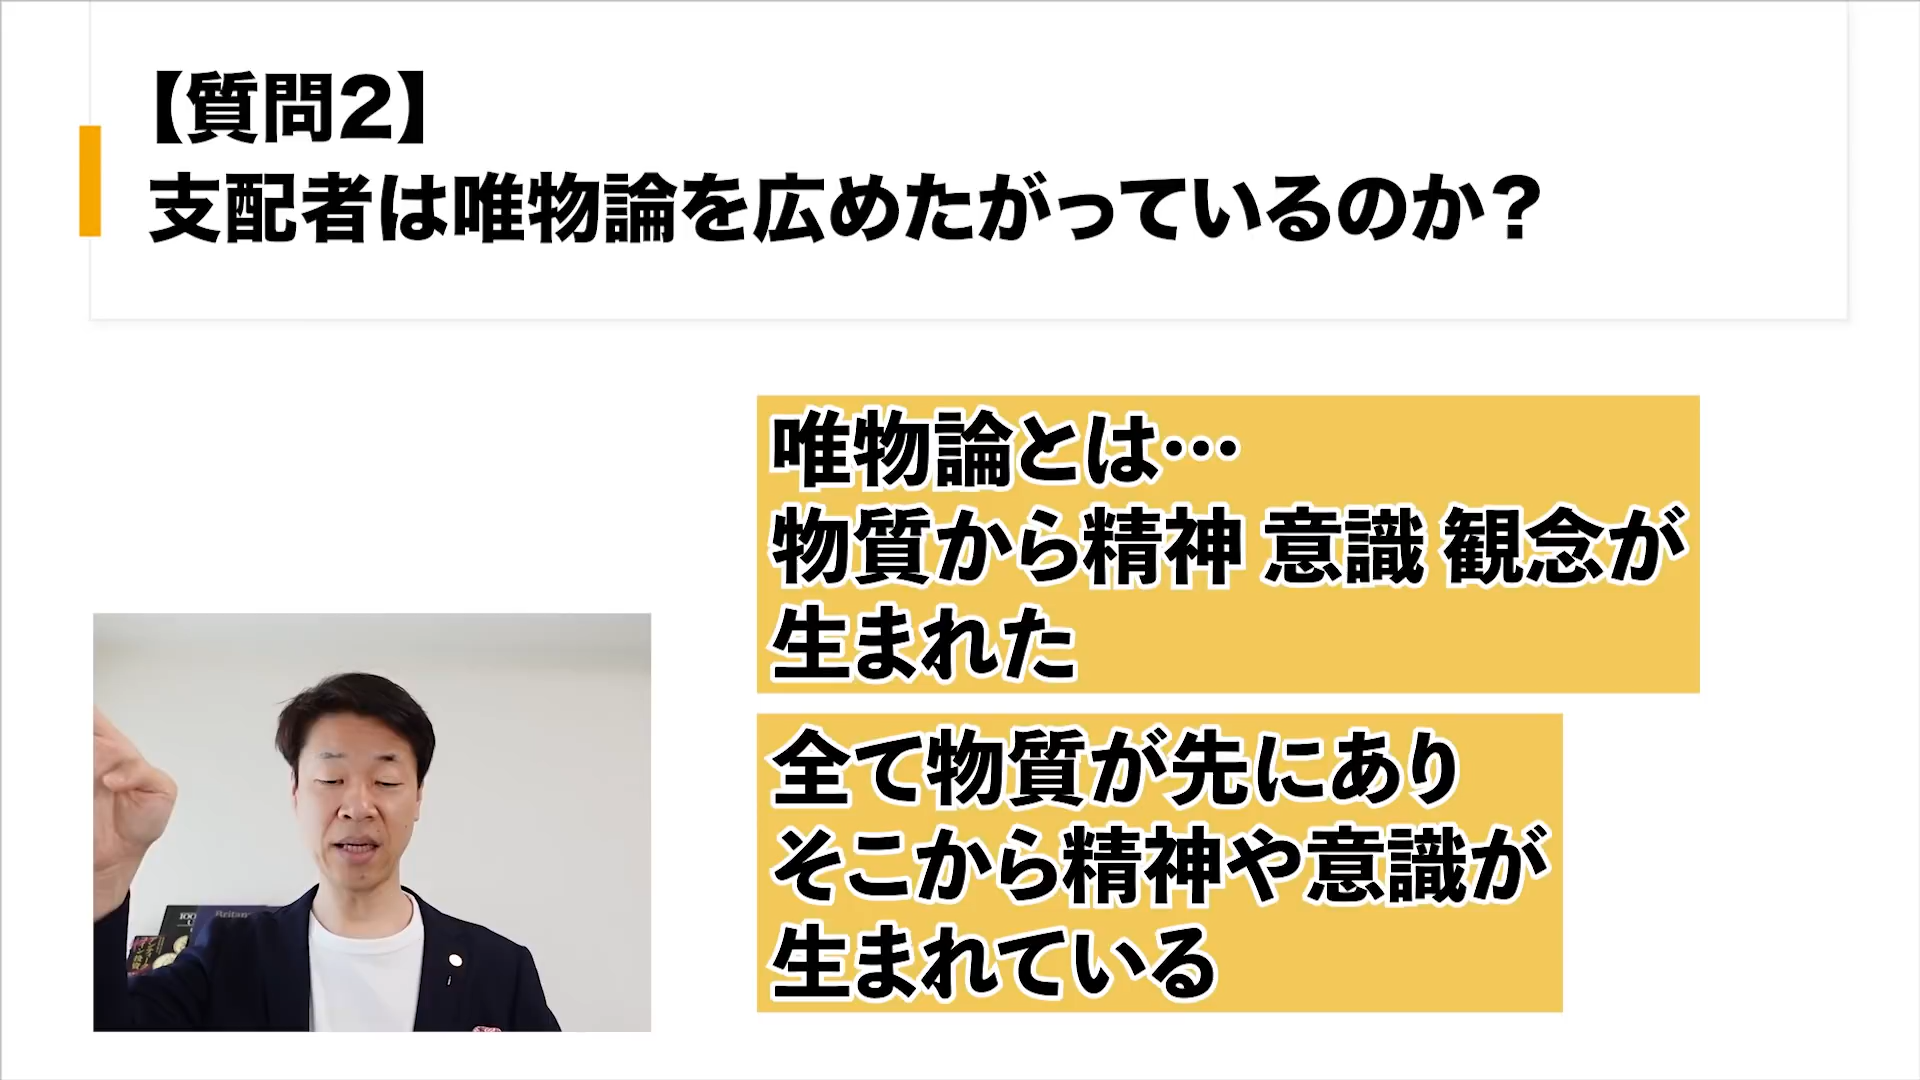 【質問2】
支配者は唯物論を広めたがっているのか？
唯物論とは…
物質から精神 意識 観念が
生まれた
全て物質が先にあり
そこから精神や意識が
生まれている
100
Britan